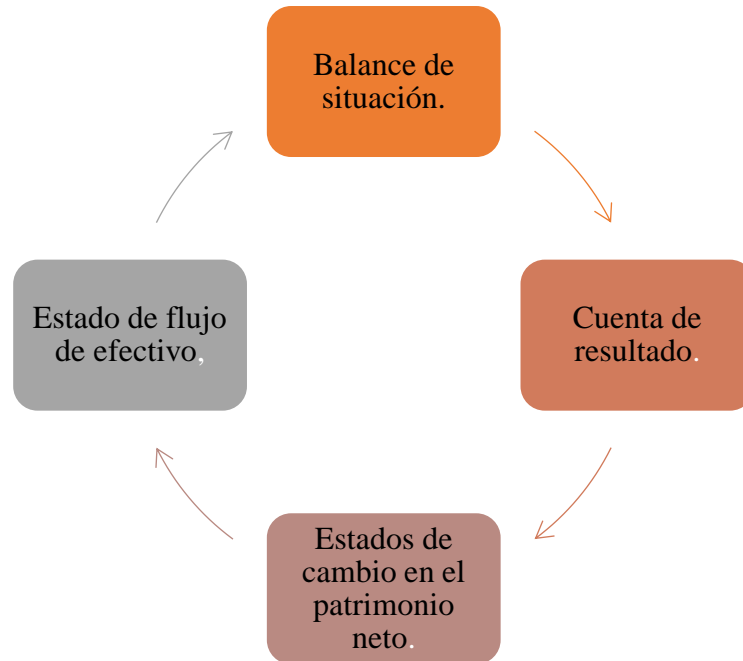 Balance de
situación.
Cuenta de
resultado.
Estados de
cambio en el
patrimonio
neto.
Estado de flujo
de efectivo,